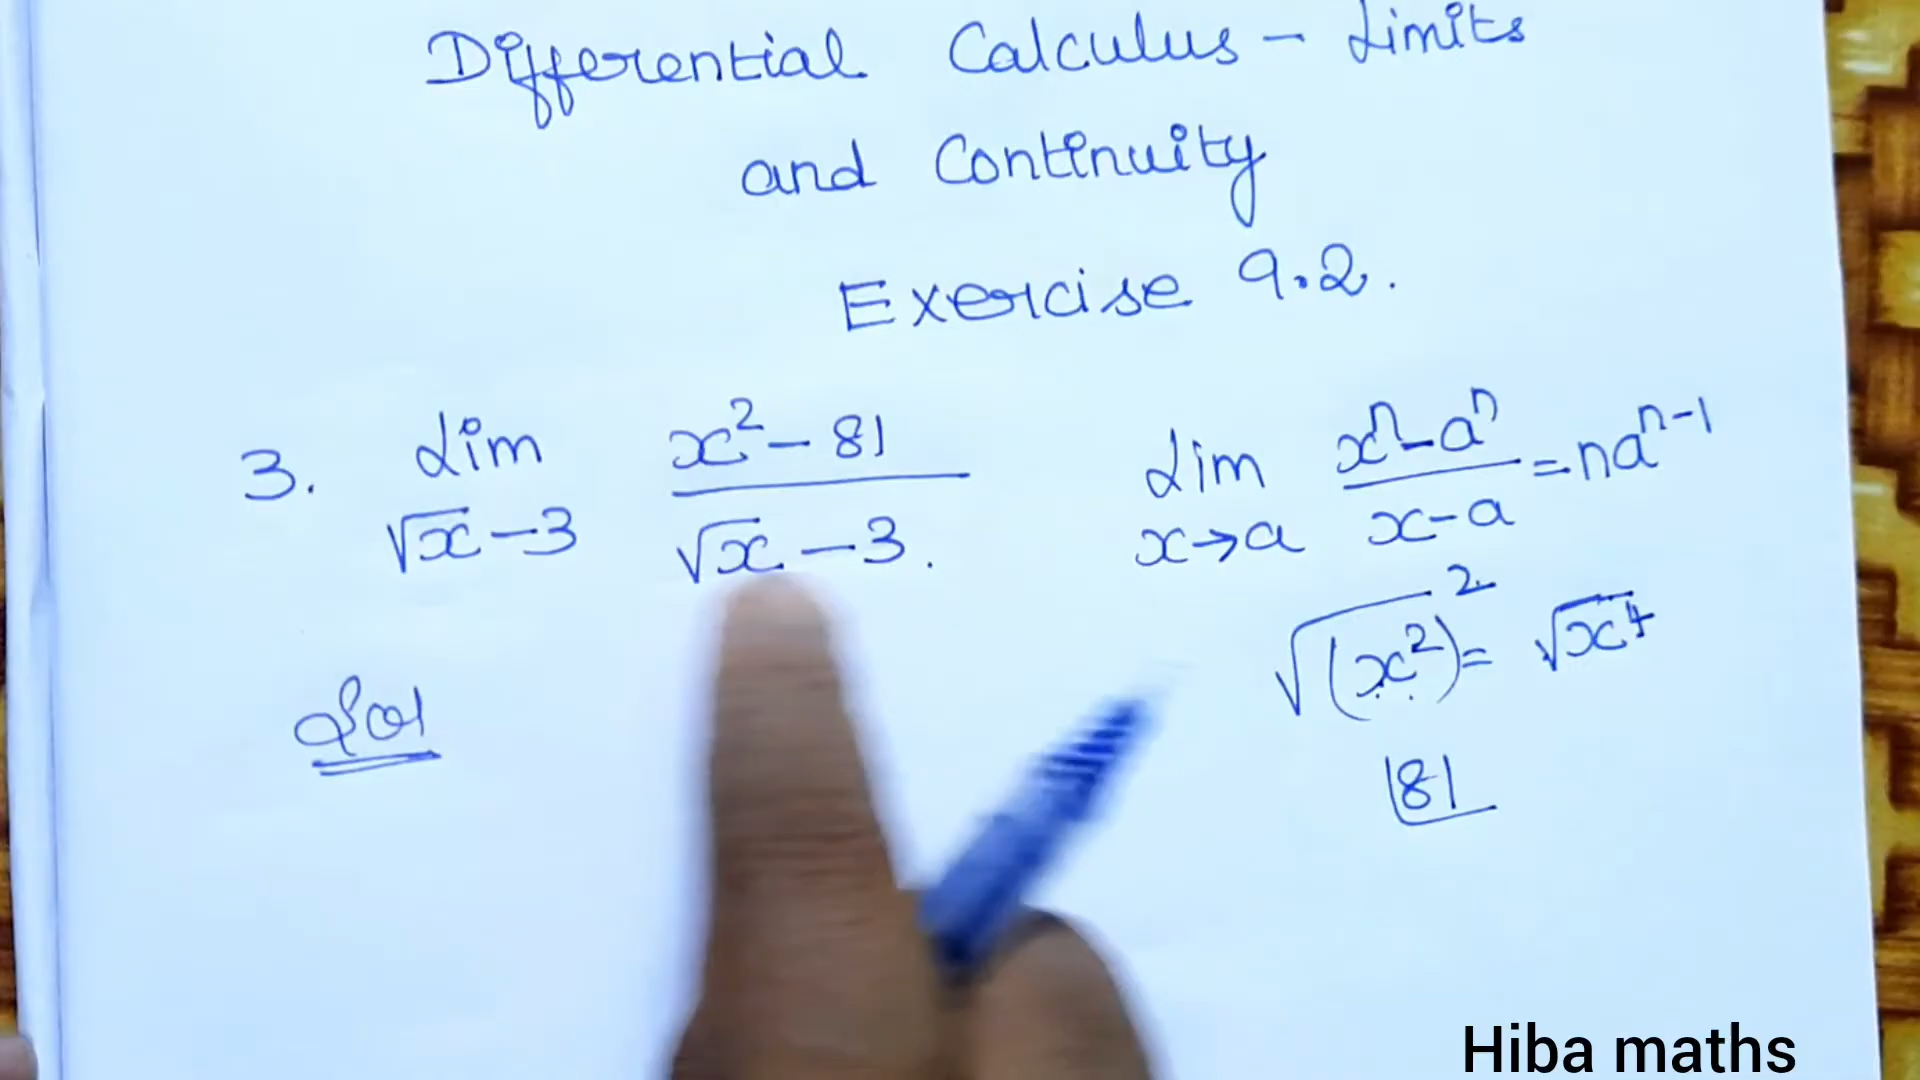 Differential Calculus - Limits
and Continuity
Exercise 9.2.
3. Lim x² - 81
√x - 3 √x - 3.
Lim xⁿ - aⁿ = naⁿ⁻¹
x→a x - a
√(x²)² = √x⁴
Sol
81
Hiba maths